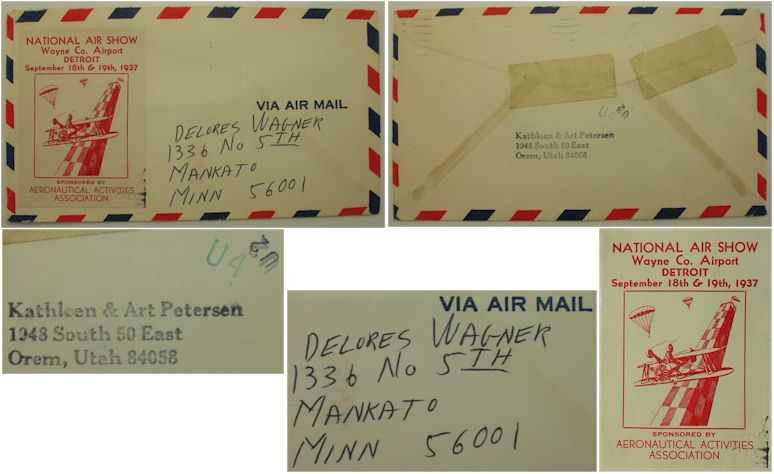 NATIONAL AIR SHOW
Wayne Co. Airport
DETROIT
September 18th & 19th, 1937
SPONSORED BY
AERONAUTICAL ACTIVITIES
ASSOCIATION
VIA AIR MAIL
DELORES WAGNER
1336 No 5TH
MANKATO
MINN 56001
Kathleen & Art Petersen
1948 South 50 East
Orem, Utah 84058
U4
Kathleen & Art Petersen
1948 South 50 East
Orem, Utah 84058
VIA AIR MAIL
DELORES WAGNER
1336 No 5TH
MANKATO
MINN 56001
NATIONAL AIR SHOW
Wayne Co. Airport
DETROIT
September 18th & 19th, 1937
SPONSORED BY
AERONAUTICAL ACTIVITIES
ASSOCIATION